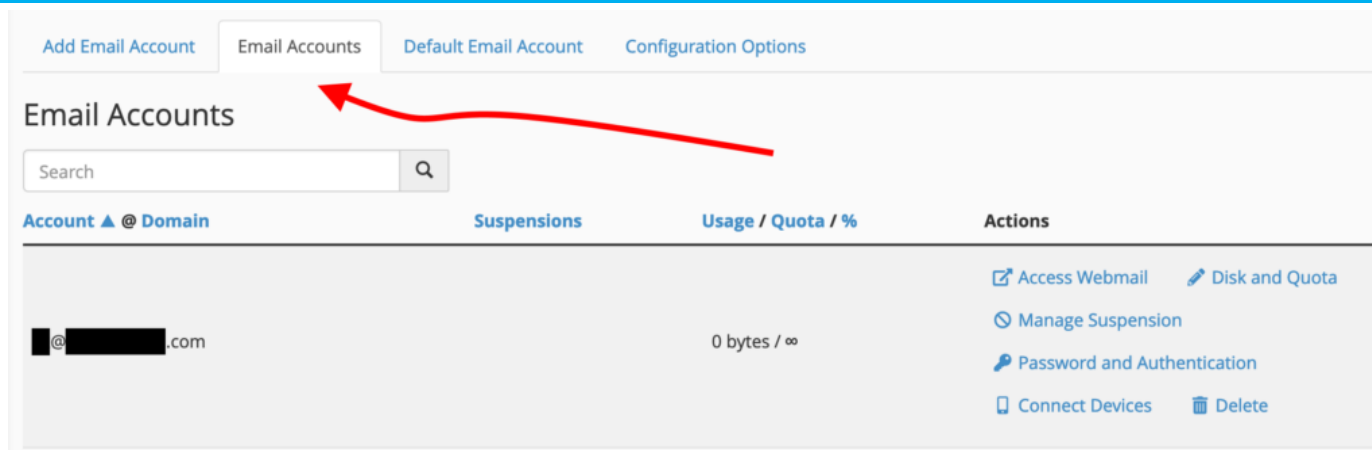 Add Email Account Email Accounts Default Email Account Configuration Options
Email Accounts
Search
Account ▲ @ Domain Suspensions Usage / Quota / % Actions
Access Webmail Disk and Quota
Manage Suspension
@ .com 0 bytes / ∞
Password and Authentication
Connect Devices Delete